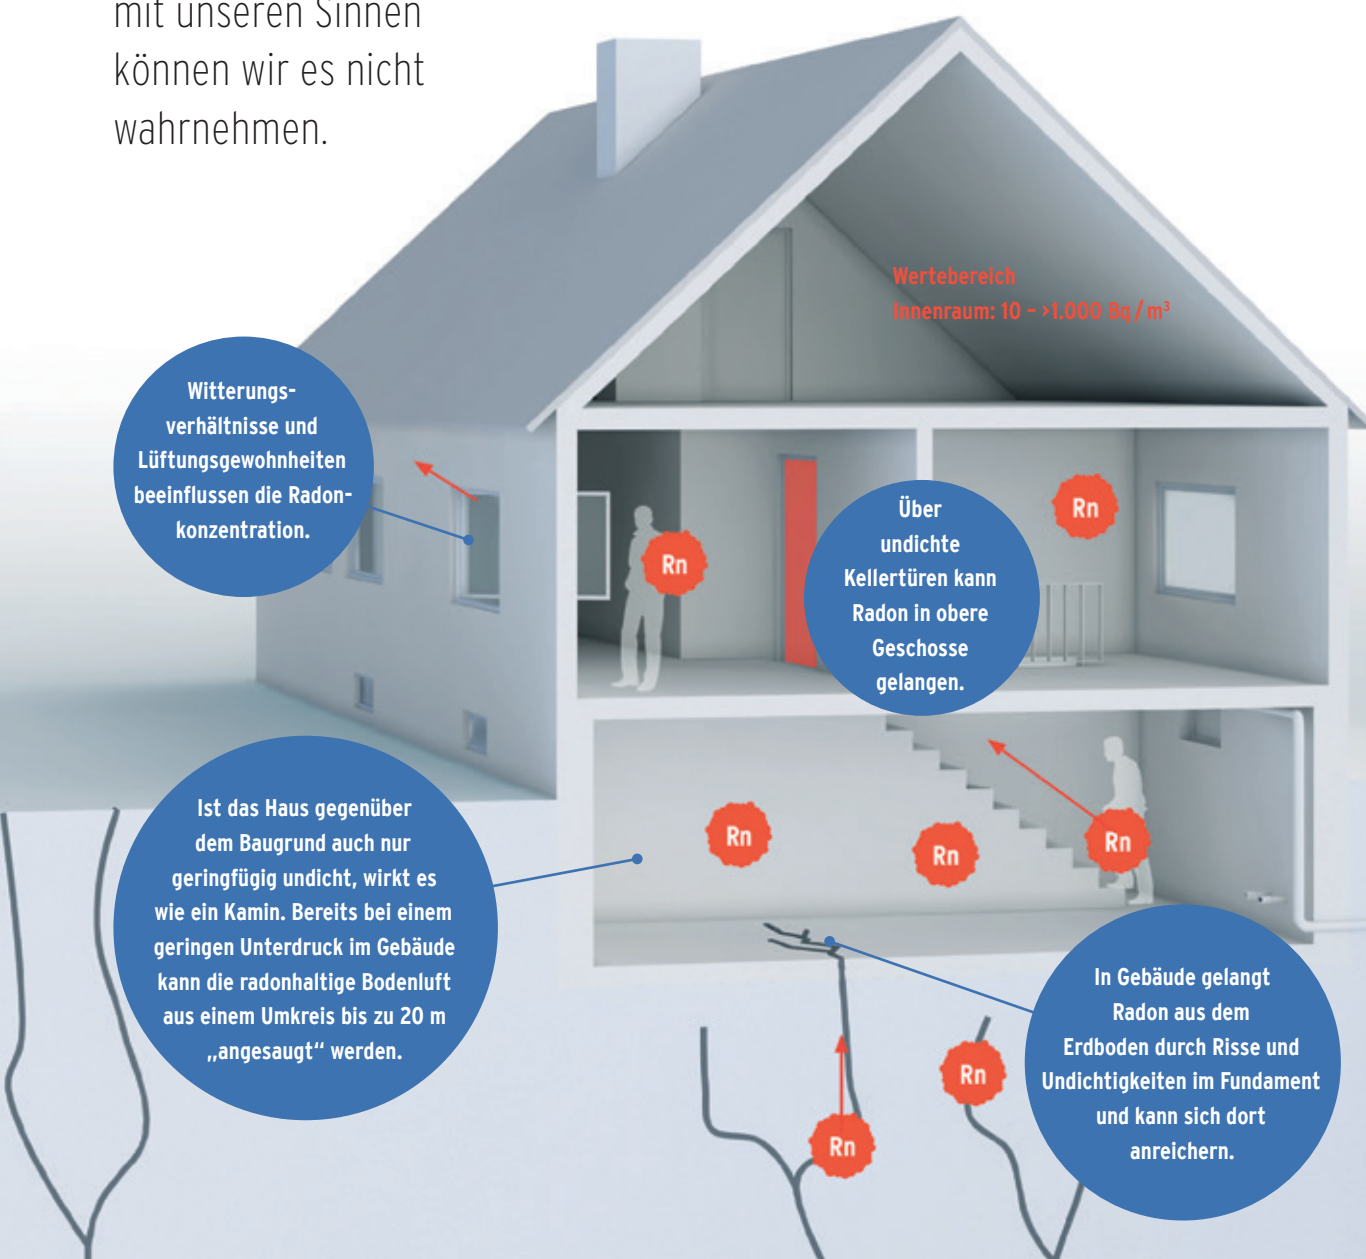 mit unseren Sinnen
können wir es nicht
wahrnehmen.
Wertebereich
Innenraum: 10 – >1.000 Bq / m³
Witterungs-
verhältnisse und
Lüftungsgewohnheiten
beeinflussen die Radon-
konzentration.
Rn
Rn
Über
undichte
Kellertüren kann
Radon in obere
Geschosse
gelangen.
Ist das Haus gegenüber
dem Baugrund auch nur
geringfügig undicht, wirkt es
wie ein Kamin. Bereits bei einem
geringen Unterdruck im Gebäude
kann die radonhaltige Bodenluft
aus einem Umkreis bis zu 20 m
„angesaugt“ werden.
Rn
Rn
Rn
In Gebäude gelangt
Radon aus dem
Erdboden durch Risse und
Undichtigkeiten im Fundament
und kann sich dort
anreichern.
Rn
Rn